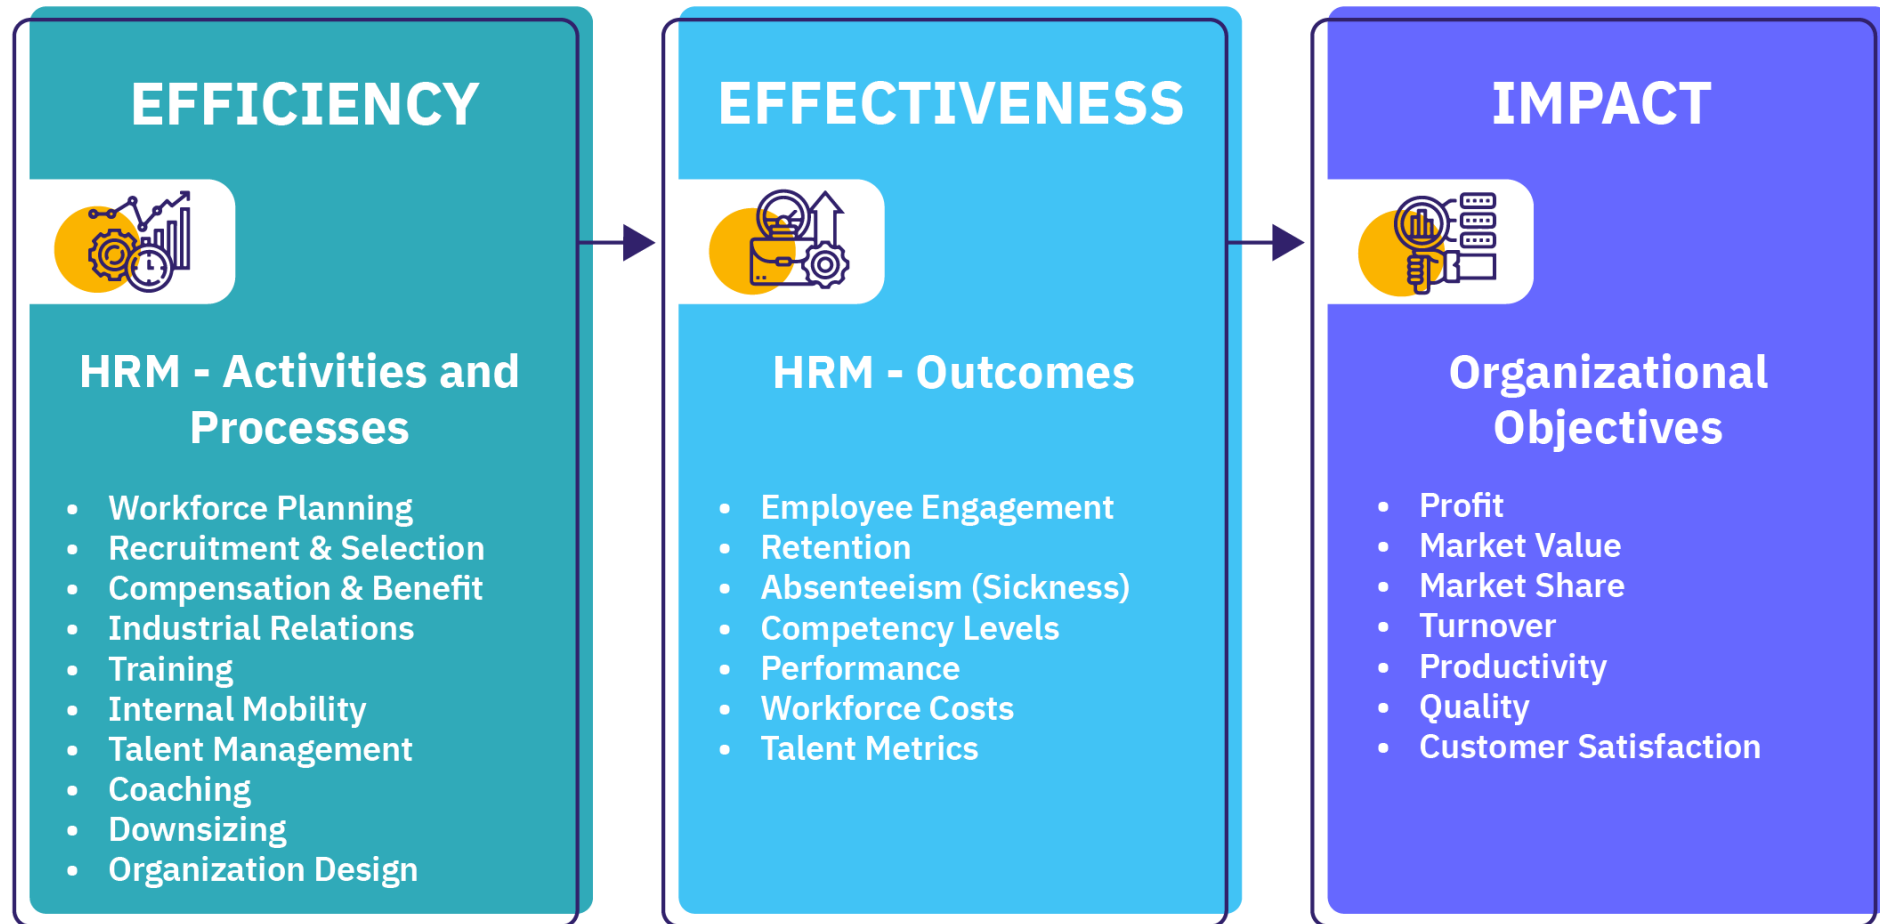 EFFICIENCY
HRM - Activities and
Processes
• Workforce Planning
• Recruitment & Selection
• Compensation & Benefit
• Industrial Relations
• Training
• Internal Mobility
• Talent Management
• Coaching
• Downsizing
• Organization Design
EFFECTIVENESS
HRM - Outcomes
• Employee Engagement
• Retention
• Absenteeism (Sickness)
• Competency Levels
• Performance
• Workforce Costs
• Talent Metrics
IMPACT
Organizational
Objectives
• Profit
• Market Value
• Market Share
• Turnover
• Productivity
• Quality
• Customer Satisfaction